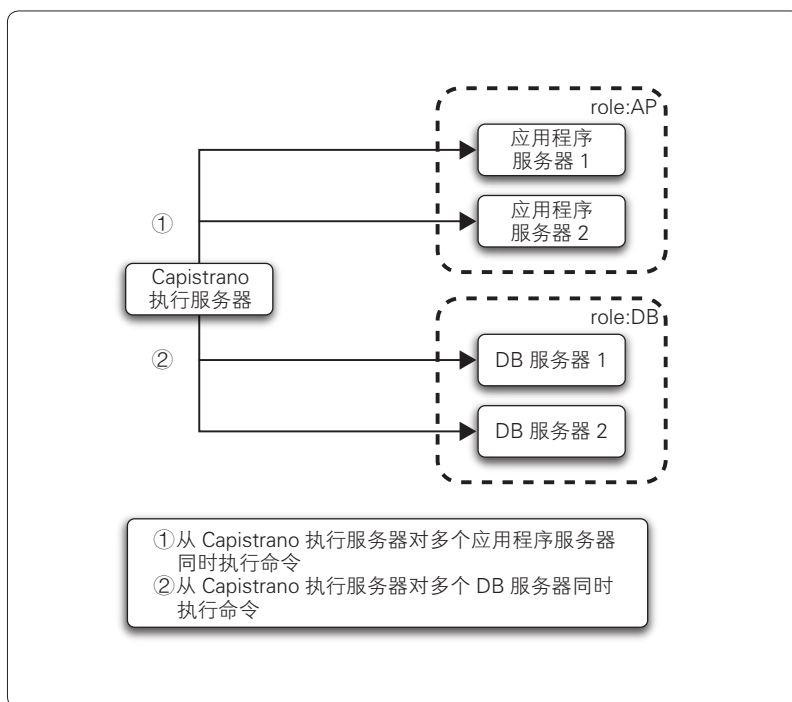 role:AP
应用程序
服务器 1
应用程序
服务器 2
①
Capistrano
执行服务器
role:DB
②
DB 服务器 1
DB 服务器 2
①从 Capistrano 执行服务器对多个应用程序服务器
同时执行命令
②从 Capistrano 执行服务器对多个 DB 服务器同时
执行命令